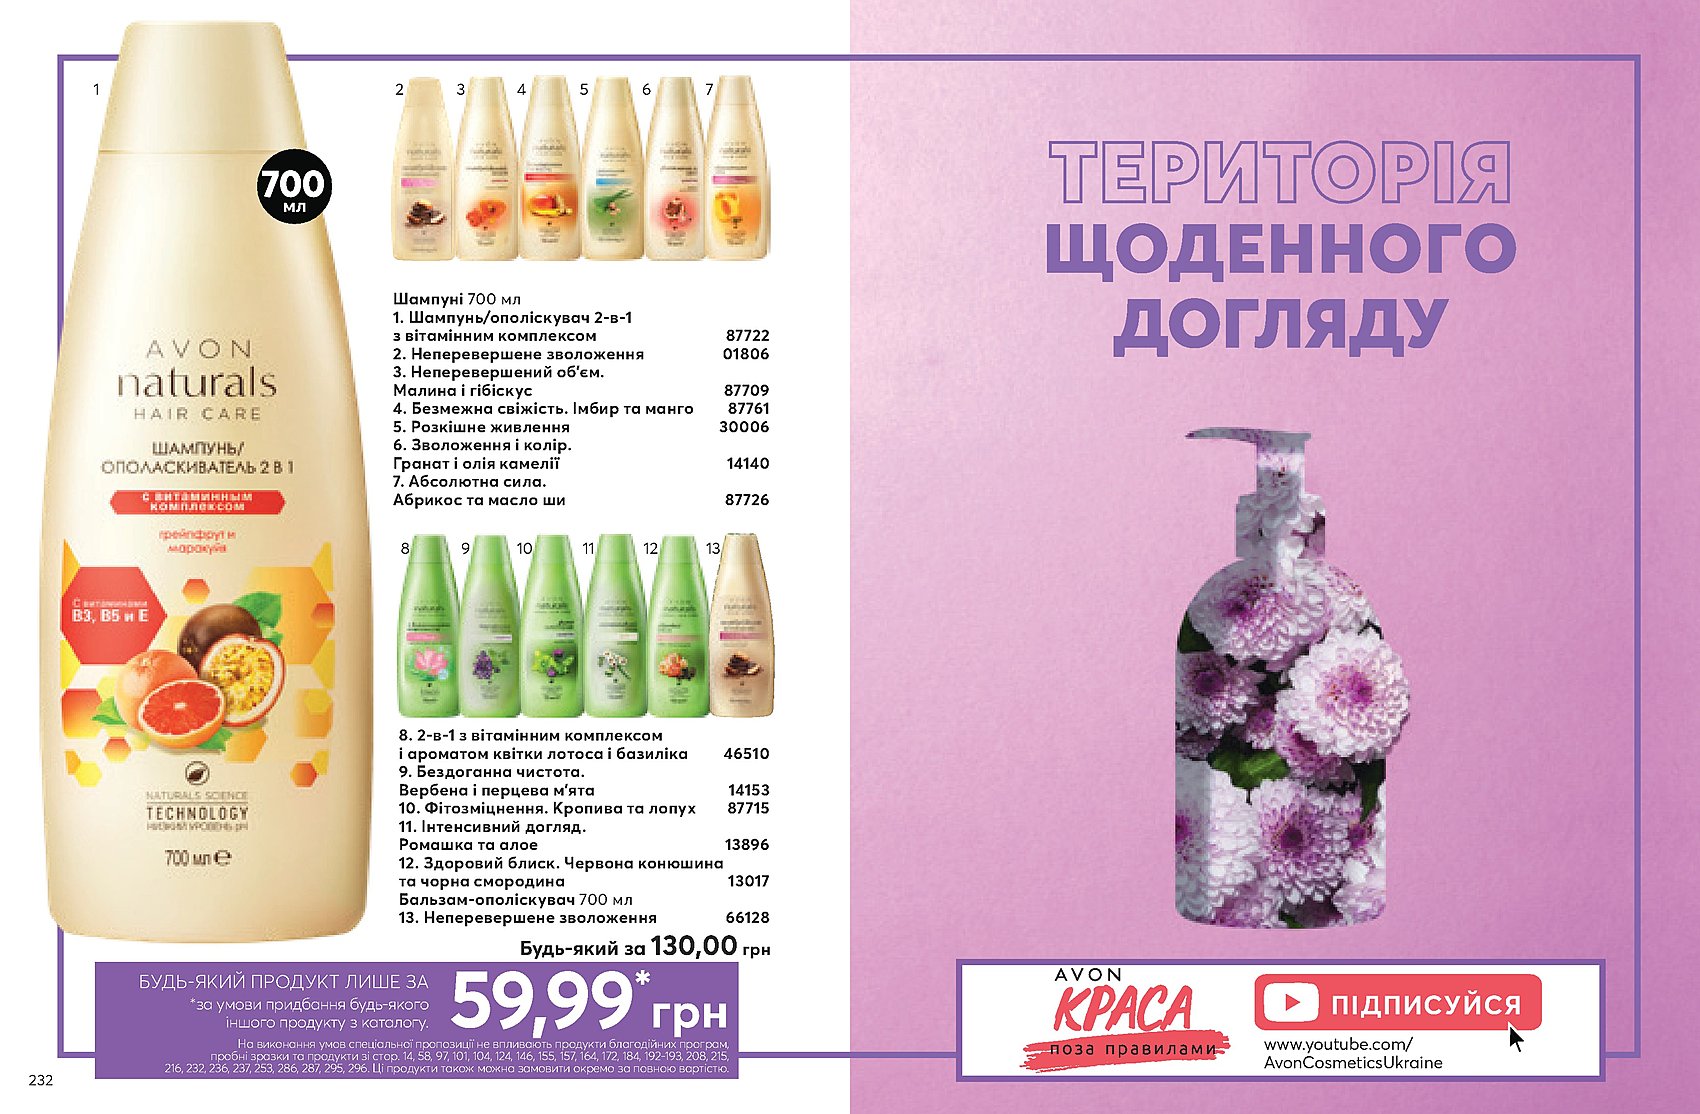 1
700
мл
AVON
naturals
HAIR CARE
ШАМПУНЬ/
ОПОЛАСКИВАТЕЛЬ 2 В 1
С ВИТАМИННЫМ
КОМПЛЕКСОМ
грейпфрут и
маракуйя
С витаминами
B3, B5 и E
NATURALS SCIENCE
TECHNOLOGY
НИЗКИЙ УРОВЕНЬ pH
700 мл ℮
2 3 4 5 6 7
Шампуні 700 мл
1. Шампунь/ополіскувач 2-в-1
з вітамінним комплексом 87722
2. Неперевершене зволоження 01806
3. Неперевершений об'єм.
Малина і гібіскус 87709
4. Безмежна свіжість. Імбир та манго 87761
5. Розкішне живлення 30006
6. Зволоження і колір.
Гранат і олія камелії 14140
7. Абсолютна сила.
Абрикос та масло ши 87726
8 9 10 11 12 13
8. 2-в-1 з вітамінним комплексом
і ароматом квітки лотоса і базиліка 46510
9. Бездоганна чистота.
Вербена і перцева м'ята 14153
10. Фітозміцнення. Кропива та лопух 87715
11. Інтенсивний догляд.
Ромашка та алое 13896
12. Здоровий блиск. Червона конюшина
та чорна смородина 13017
Бальзам-ополіскувач 700 мл
13. Неперевершене зволоження 66128
Будь-який за 130,00 грн
БУДЬ-ЯКИЙ ПРОДУКТ ЛИШЕ ЗА
*за умови придбання будь-якого
іншого продукту з каталогу.
59,99* грн
На виконання умов спеціальної пропозиції не впливають продукти благодійних програм,
пробні зразки та продукти зі стор. 14, 58, 97, 101, 104, 124, 146, 155, 157, 164, 172, 184, 192-193, 208, 215,
216, 232, 236, 237, 253, 286, 287, 295, 296. Ці продукти також можна замовити окремо за повною вартістю.
232
ТЕРИТОРІЯ
ЩОДЕННОГО
ДОГЛЯДУ
AVON
КРАСА
поза правилами
ПІДПИСУЙСЯ
www.youtube.com/
AvonCosmeticsUkraine